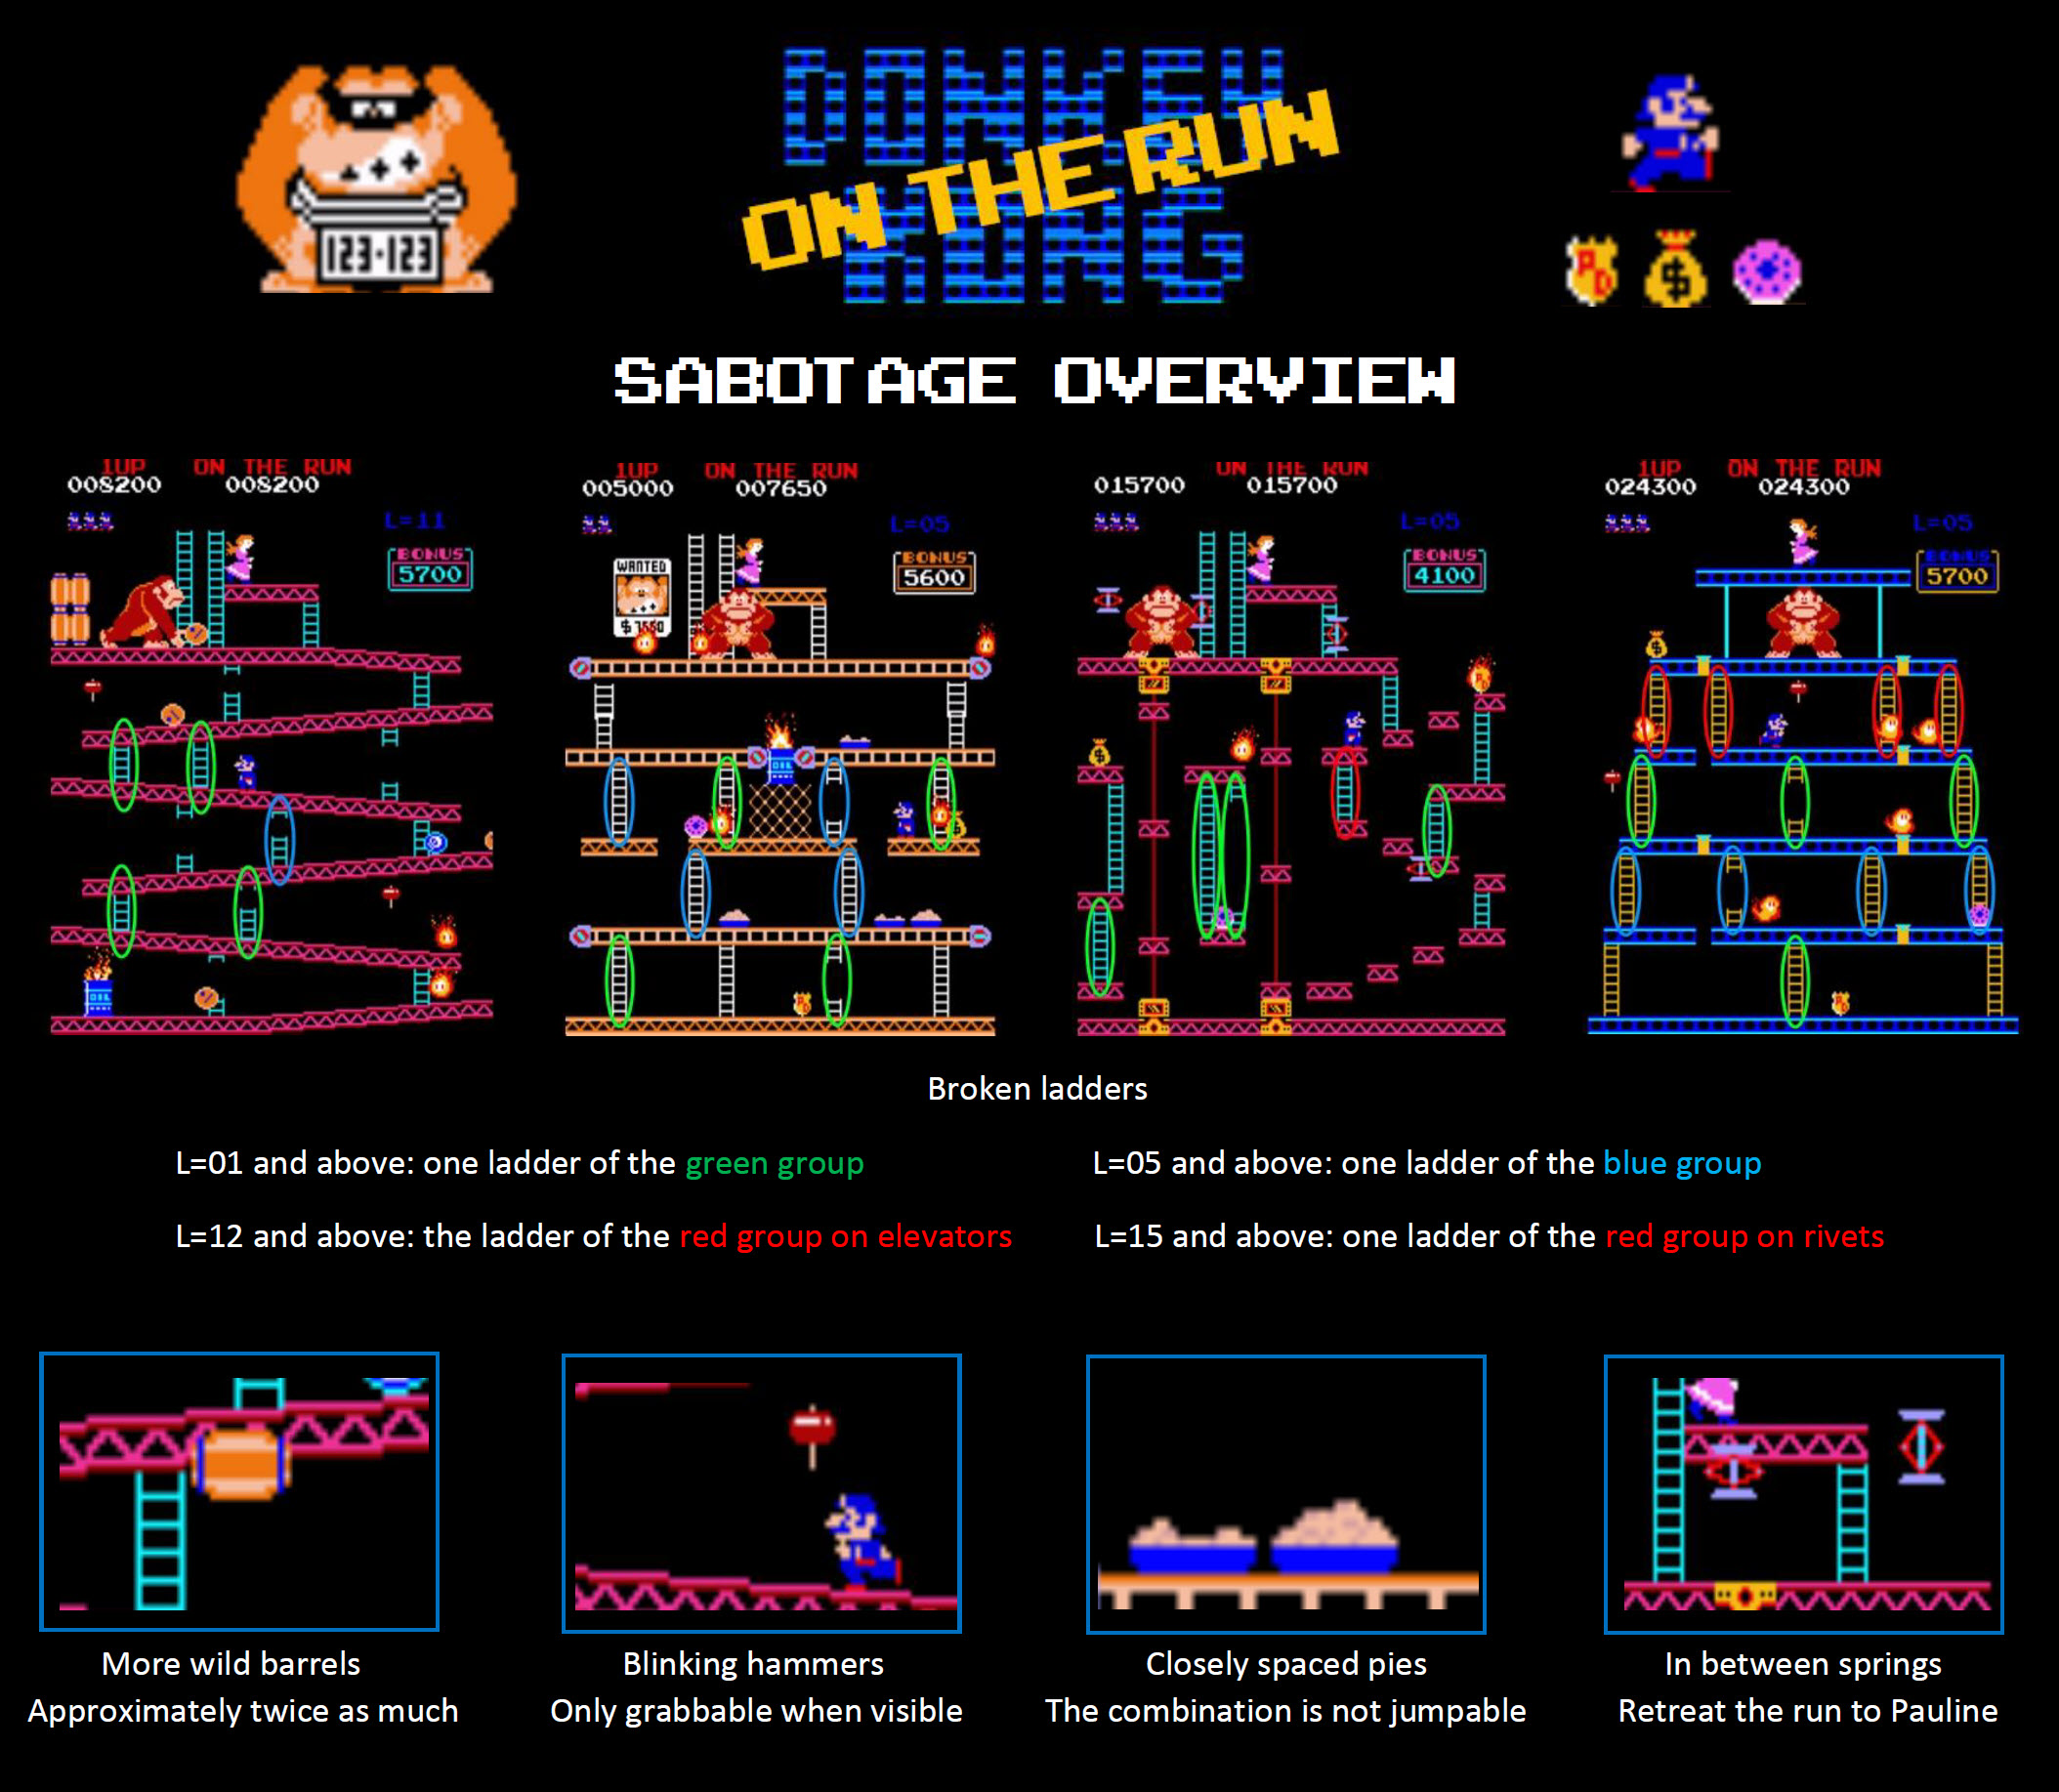 DONKEY
KONG
ON THE RUN
123-123
PD
$
SABOTAGE OVERVIEW
1UP ON THE RUN
008200 008200
L=11
BONUS
5700
OIL
1UP ON THE RUN
005000 007650
L=05
WANTED
$7650
BONUS
5600
OIL
ON THE RUN
015700 015700
L=05
BONUS
4100
1UP ON THE RUN
024300 024300
L=05
BONUS
5700
Broken ladders
L=01 and above: one ladder of the green group
L=05 and above: one ladder of the blue group
L=12 and above: the ladder of the red group on elevators
L=15 and above: one ladder of the red group on rivets
More wild barrels
Approximately twice as much
Blinking hammers
Only grabbable when visible
Closely spaced pies
The combination is not jumpable
In between springs
Retreat the run to Pauline